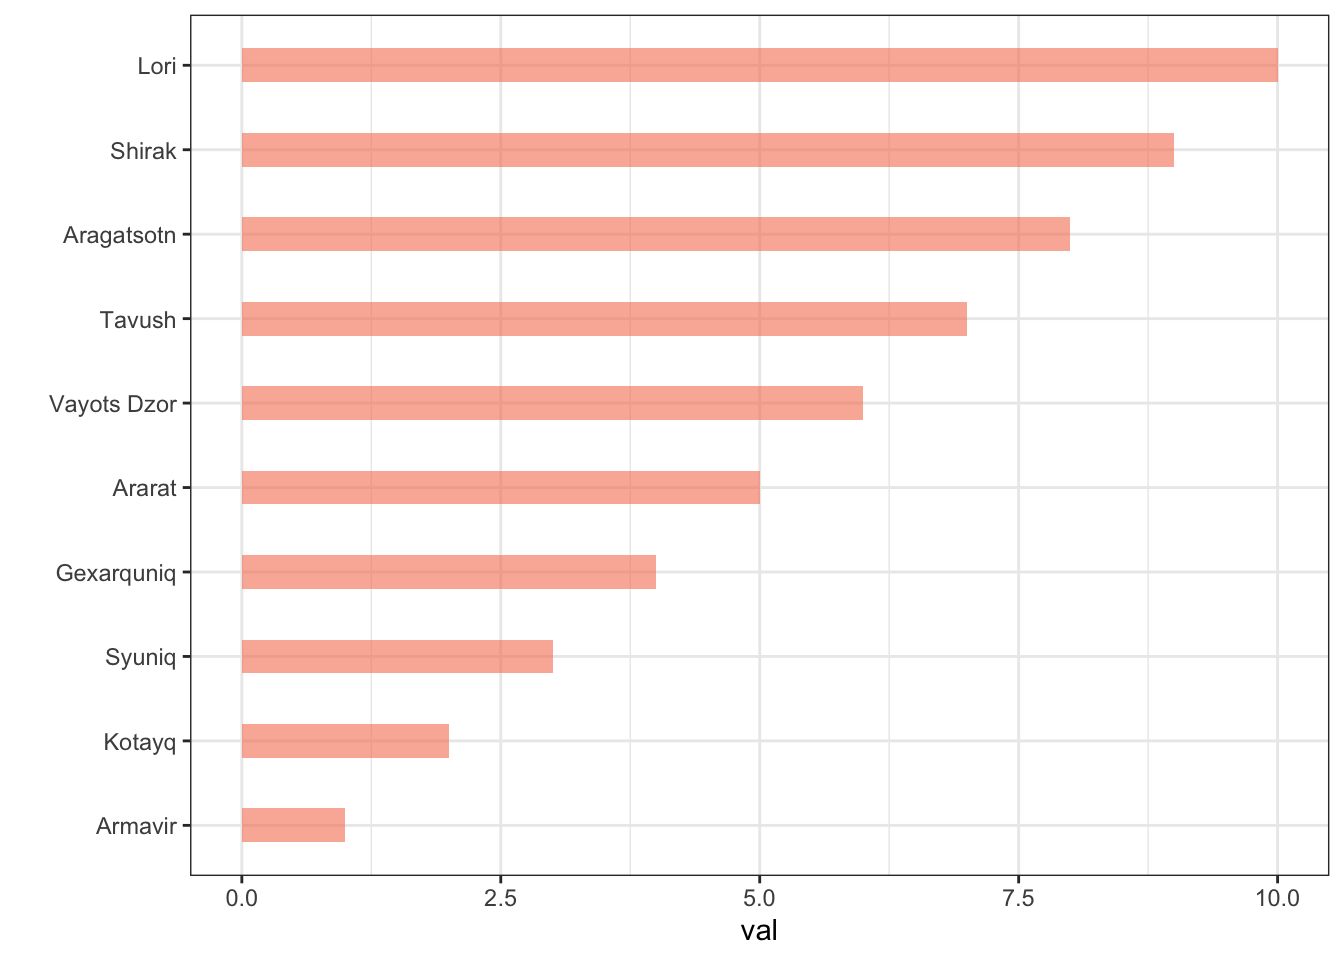 Lori
Shirak
Aragatsotn
Tavush
Vayots Dzor
Ararat
Gexarquniq
Syuniq
Kotayq
Armavir
0.0 2.5 5.0 7.5 10.0
val